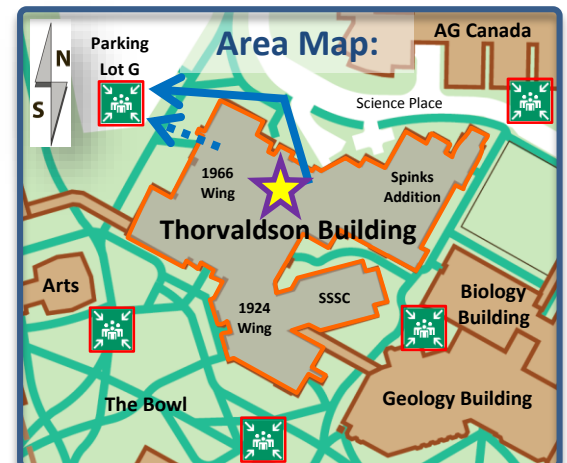 Area Map:
N
S
Parking
Lot G
AG Canada
Science Place
1966
Wing
Spinks
Addition
Thorvaldson Building
Arts
1924
Wing
SSSC
Biology
Building
The Bowl
Geology Building